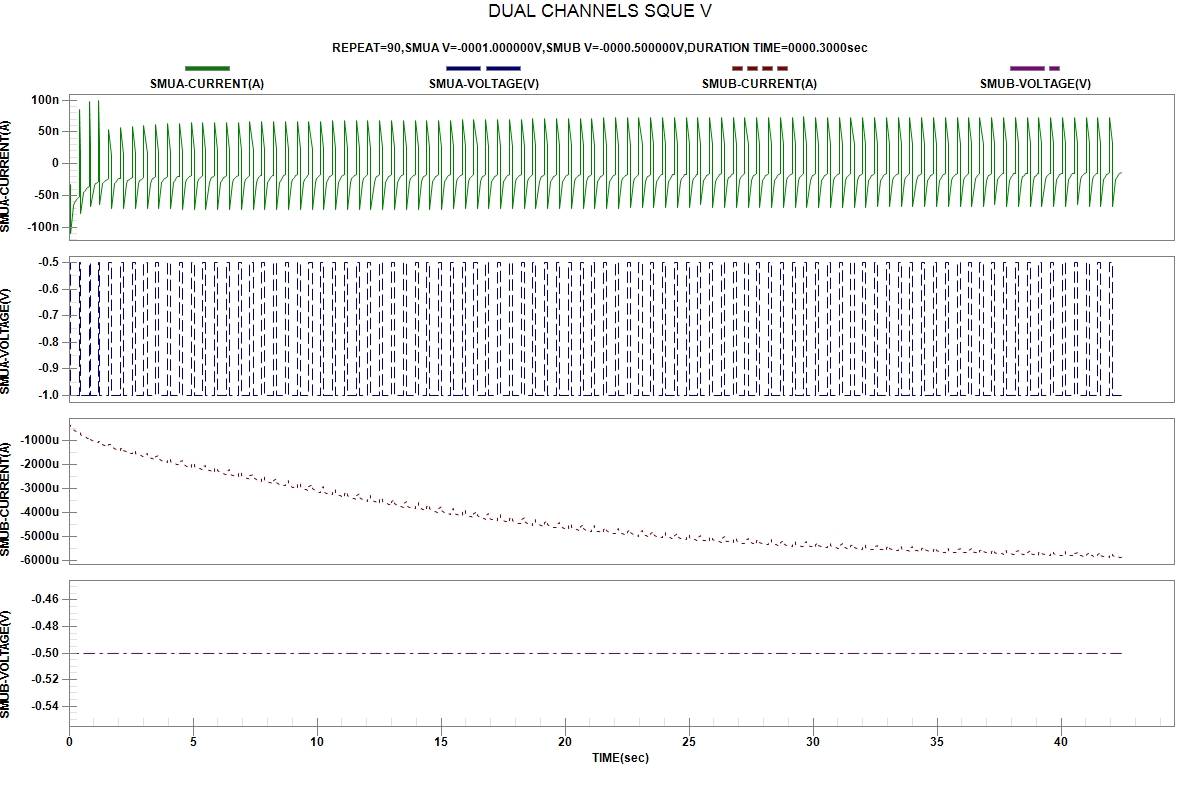 DUAL CHANNELS SQUE V
REPEAT=90,SMUA V=-0001.000000V,SMUB V=-0000.500000V,DURATION TIME=0000.3000sec
SMUA-CURRENT(A) SMUA-VOLTAGE(V) SMUB-CURRENT(A) SMUB-VOLTAGE(V)
SMUA-CURRENT(A)
100n
50n
0
-50n
-100n
SMUA-VOLTAGE(V)
-0.5
-0.6
-0.7
-0.8
-0.9
-1.0
SMUB-CURRENT(A)
-1000u
-2000u
-3000u
-4000u
-5000u
-6000u
SMUB-VOLTAGE(V)
-0.46
-0.48
-0.50
-0.52
-0.54
0 5 10 15 20 25 30 35 40
TIME(sec)